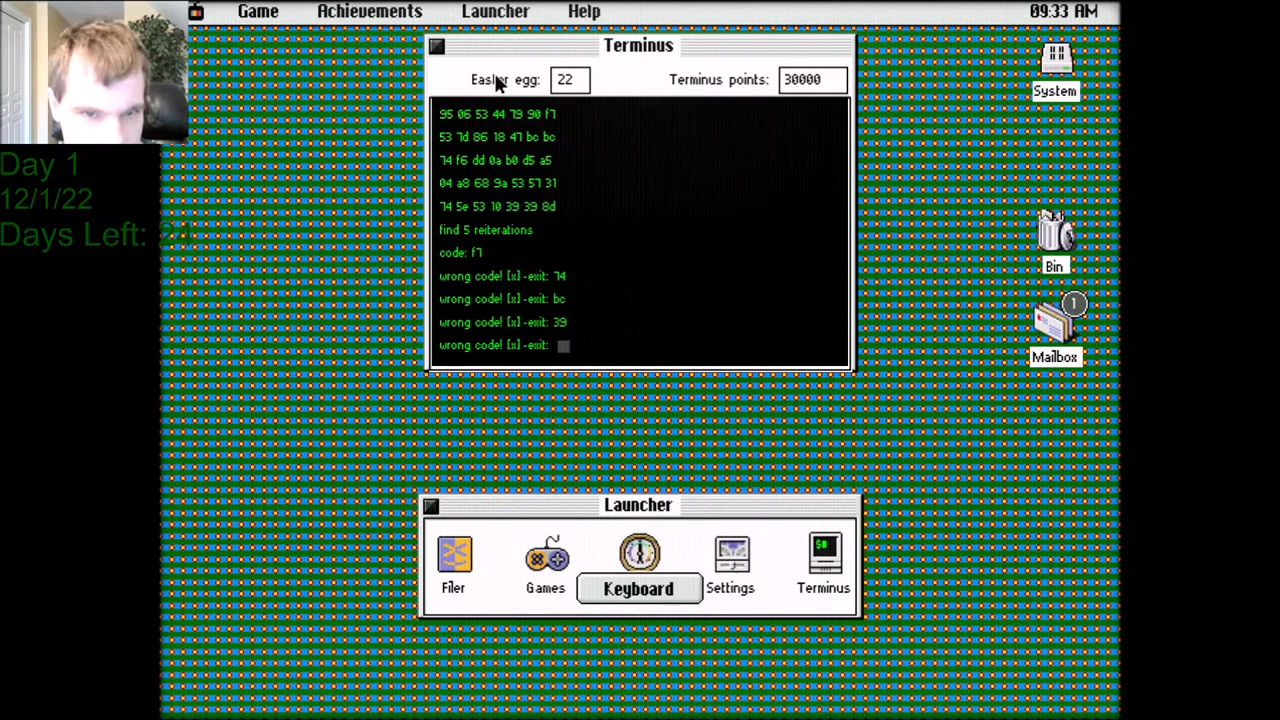 Game Achievements Launcher Help 09:33 AM
Terminus
Easter egg: 22 Terminus points: 30000
95 06 53 44 79 90 f7
53 7d 86 18 47 bc bc
74 f6 dd 0a b0 d5 a5
04 a8 68 9a 53 57 31
74 5e 53 10 39 39 8d
find 5 reiterations
code: f7
wrong code! [x]-exit: 74
wrong code! [x]-exit: bc
wrong code! [x]-exit: 39
wrong code! [x]-exit:
System
Bin
1
Mailbox
Day 1
12/1/22
Days Left: 24
Launcher
$#
Filer Games Keyboard Settings Terminus